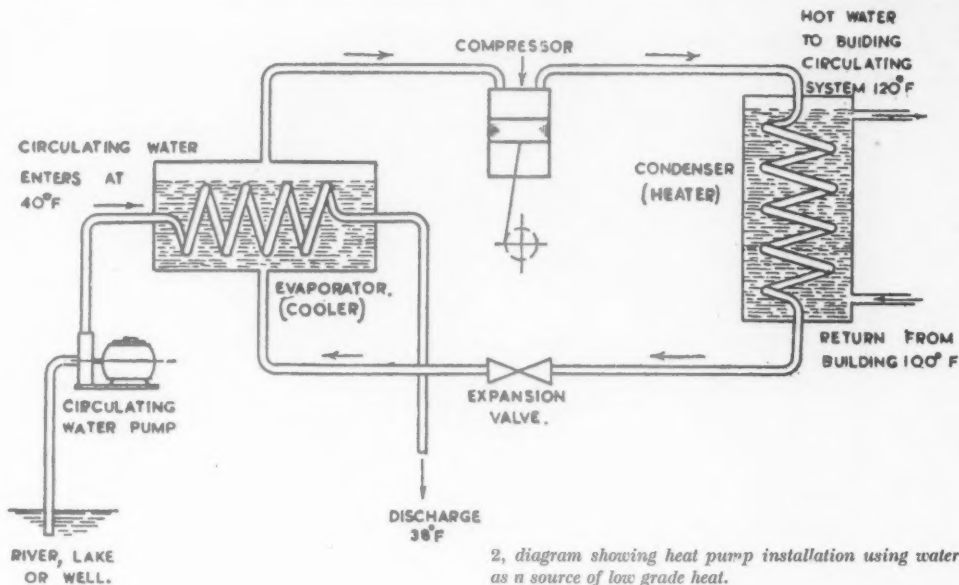 HOT WATER
TO BUIDING
CIRCULATING
SYSTEM 120°F
COMPRESSOR
CIRCULATING WATER
ENTERS AT
40°F
CONDENSER
(HEATER)
EVAPORATOR.
(COOLER)
RETURN FROM
BUILDING 100°F
EXPANSION
VALVE.
CIRCULATING
WATER PUMP
DISCHARGE
38°F
RIVER, LAKE
OR WELL.
2, diagram showing heat pump installation using water
as n source of low grade heat.